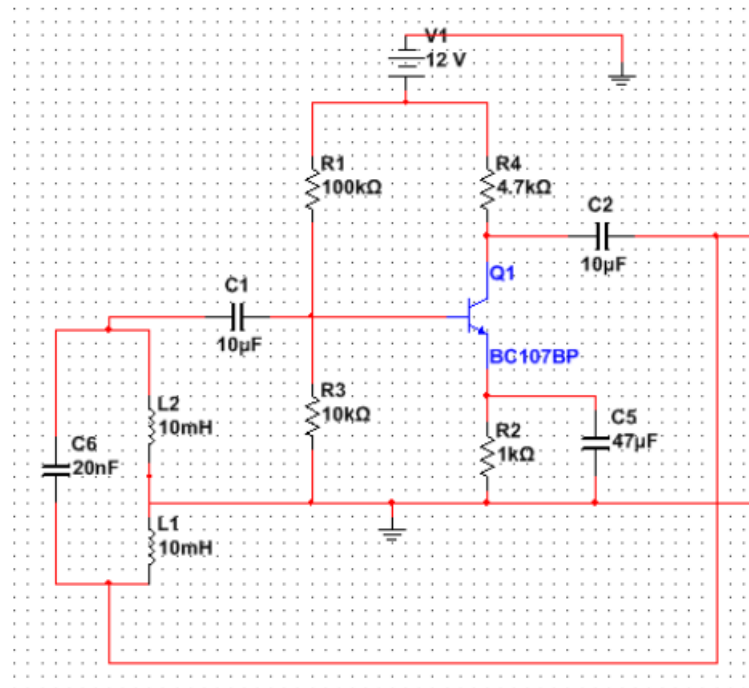 V1
12 V
R1
100kΩ
R4
4.7kΩ
C2
10µF
Q1
C1
10µF
BC107BP
R3
10kΩ
L2
10mH
C5
47µF
R2
1kΩ
C6
20nF
L1
10mH